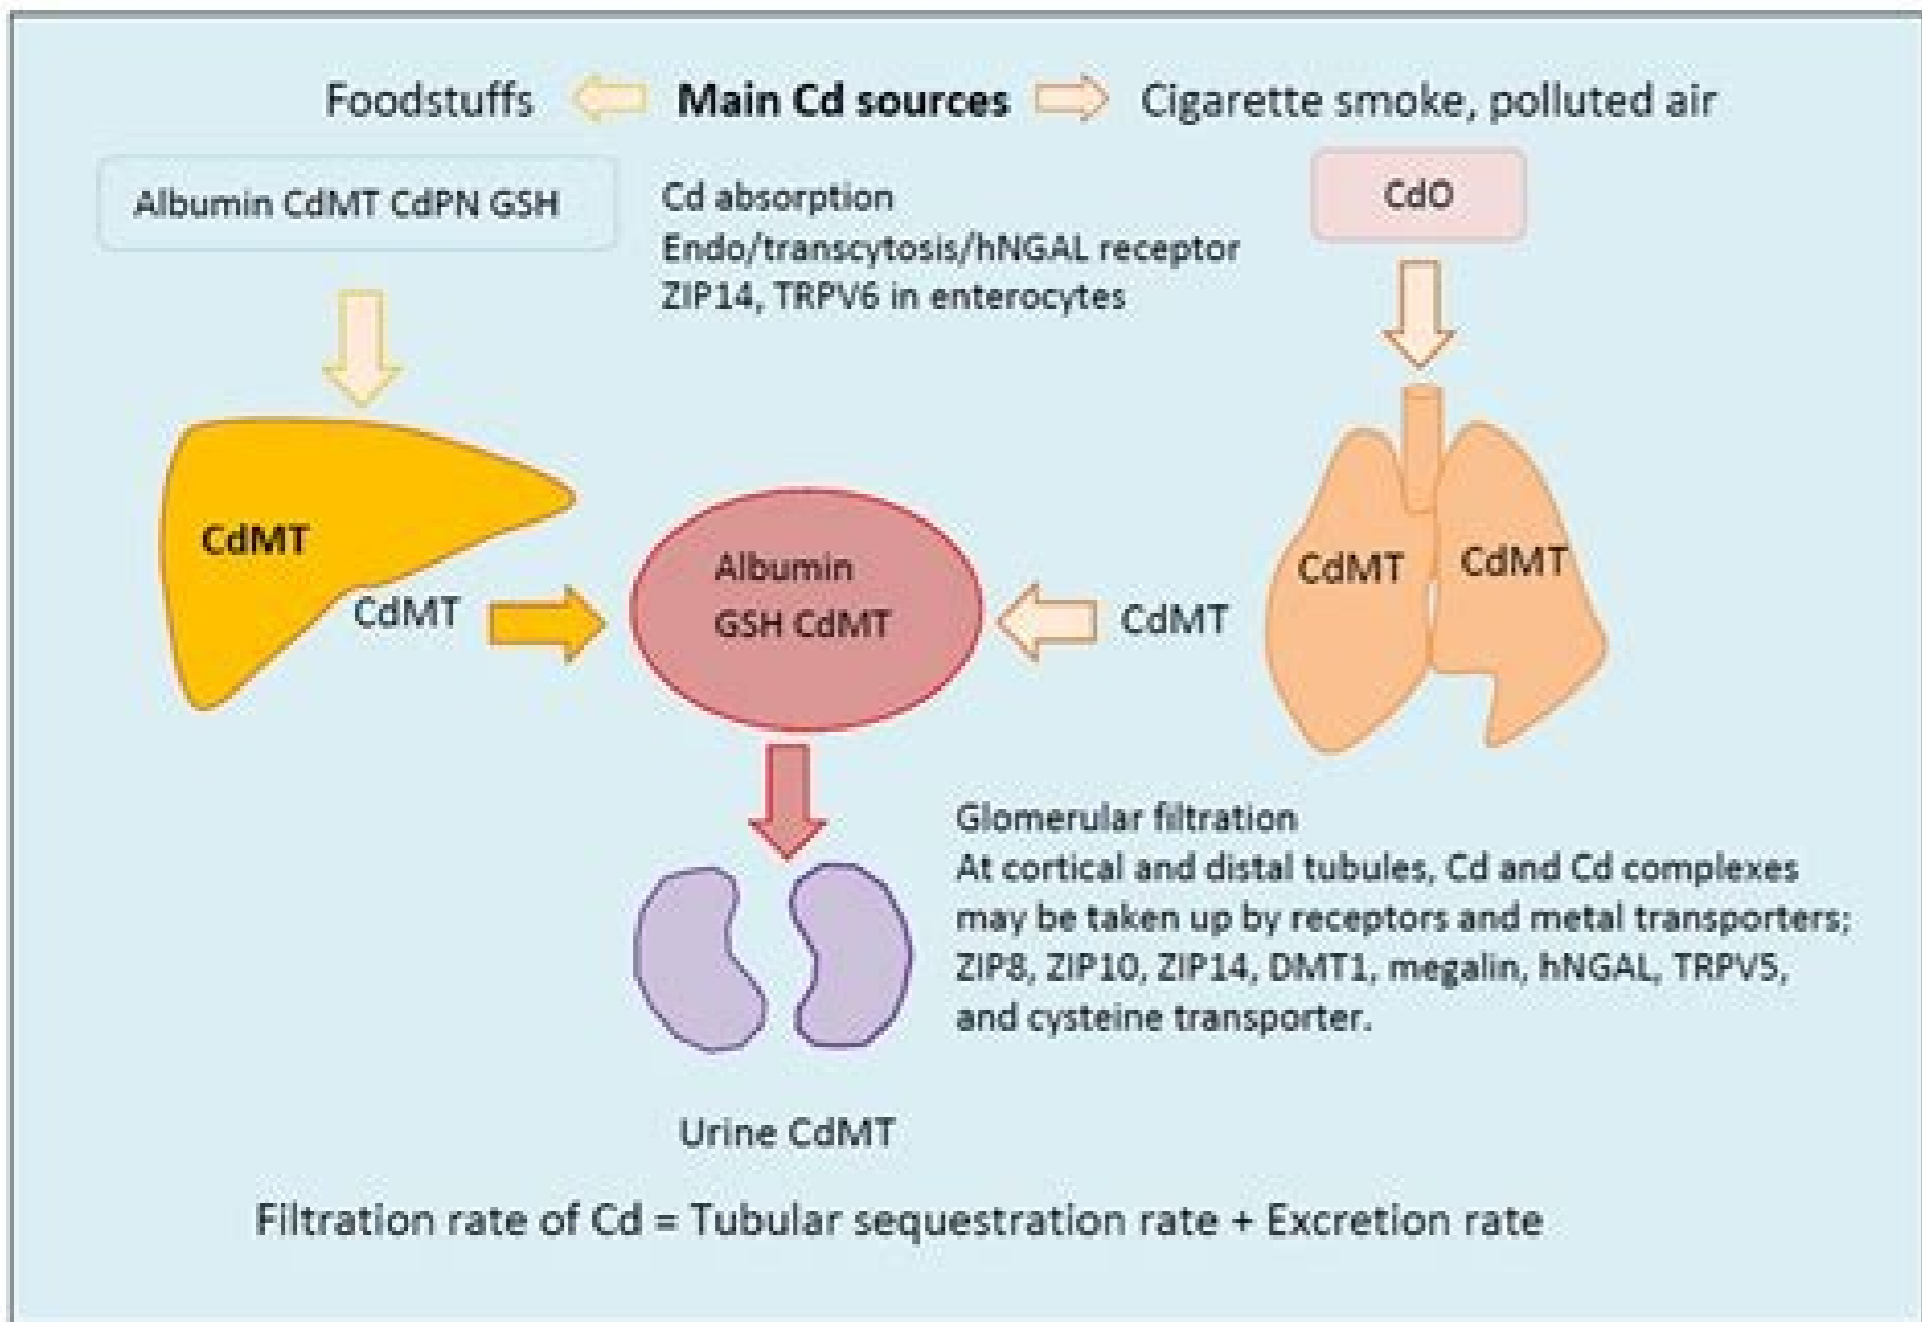 Foodstuffs Main Cd sources Cigarette smoke, polluted air
Albumin CdMT CdPN GSH
Cd absorption
Endo/transcytosis/hNGAL receptor
ZIP14, TRPV6 in enterocytes
CdO
CdMT
CdMT
Albumin
GSH CdMT
CdMT
CdMT
CdMT
Glomerular filtration
At cortical and distal tubules, Cd and Cd complexes
may be taken up by receptors and metal transporters;
ZIP8, ZIP10, ZIP14, DMT1, megalin, hNGAL, TRPV5,
and cysteine transporter.
Urine CdMT
Filtration rate of Cd = Tubular sequestration rate + Excretion rate